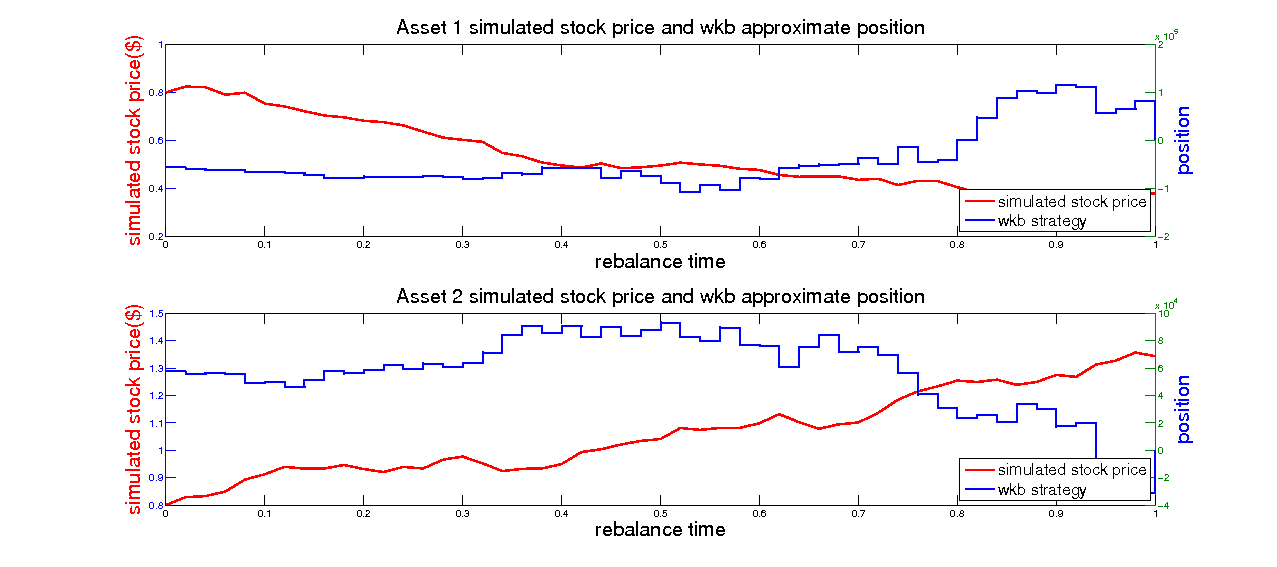 Asset 1 simulated stock price and wkb approximate position
x 10^5
simulated stock price($)
1
0.8
0.6
0.4
0.2
2
1
0
-1
-2
position
simulated stock price
wkb strategy
0 0.1 0.2 0.3 0.4 0.5 0.6 0.7 0.8 0.9 1
rebalance time
Asset 2 simulated stock price and wkb approximate position
x 10^4
simulated stock price($)
1.5
1.4
1.3
1.2
1.1
1
0.9
0.8
10
8
6
4
2
0
-2
-4
position
simulated stock price
wkb strategy
0 0.1 0.2 0.3 0.4 0.5 0.6 0.7 0.8 0.9 1
rebalance time